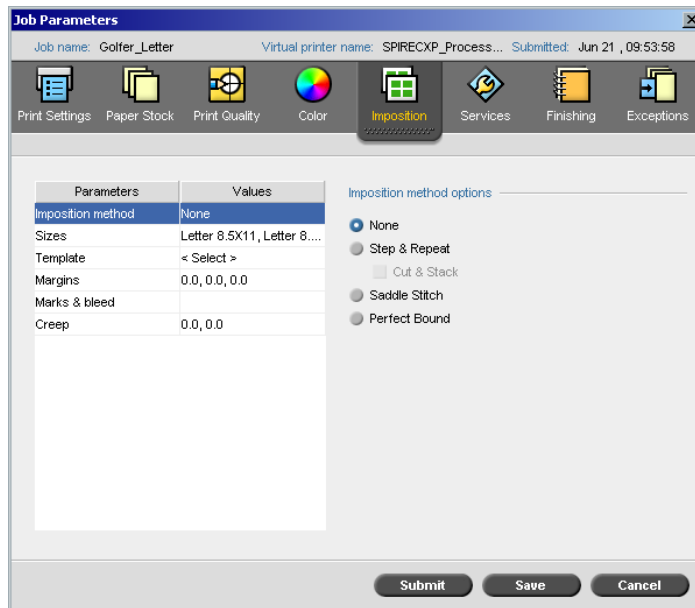 Job Parameters
Job name: Golfer_Letter Virtual printer name: SPIRECXP_Process... Submitted: Jun 21 , 09:53:58
Print Settings Paper Stock Print Quality Color Imposition Services Finishing Exceptions
Parameters Values
Imposition method None
Sizes Letter 8.5X11, Letter 8....
Template < Select >
Margins 0.0, 0.0, 0.0
Marks & bleed
Creep 0.0, 0.0
Imposition method options
None
Step & Repeat
Cut & Stack
Saddle Stitch
Perfect Bound
Submit Save Cancel